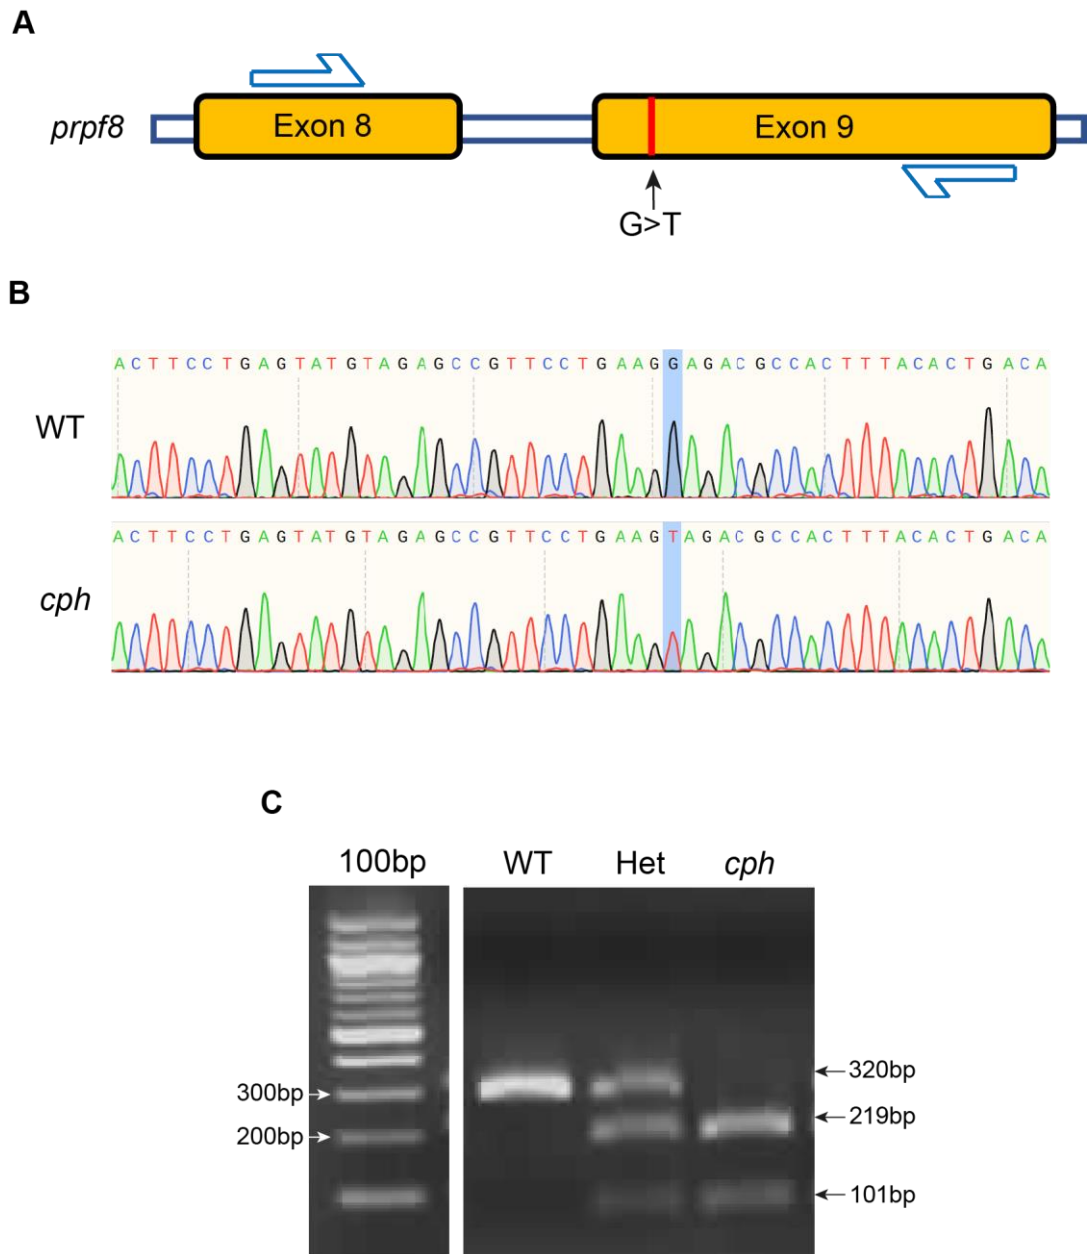 A
prpf8
Exon 8
Exon 9
G>T
B
ACTTCCTGAGTATGTAGAGCCGTTCCTGAAGGAGACGCCACTTTACACTGACA
WT
ACTTCCTGAGTATGTAGAGCCGTTCCTGAAGTAGACGCCACTTTACACTGACA
cph
C
100bp WT Het cph
320bp
300bp
219bp
200bp
101bp